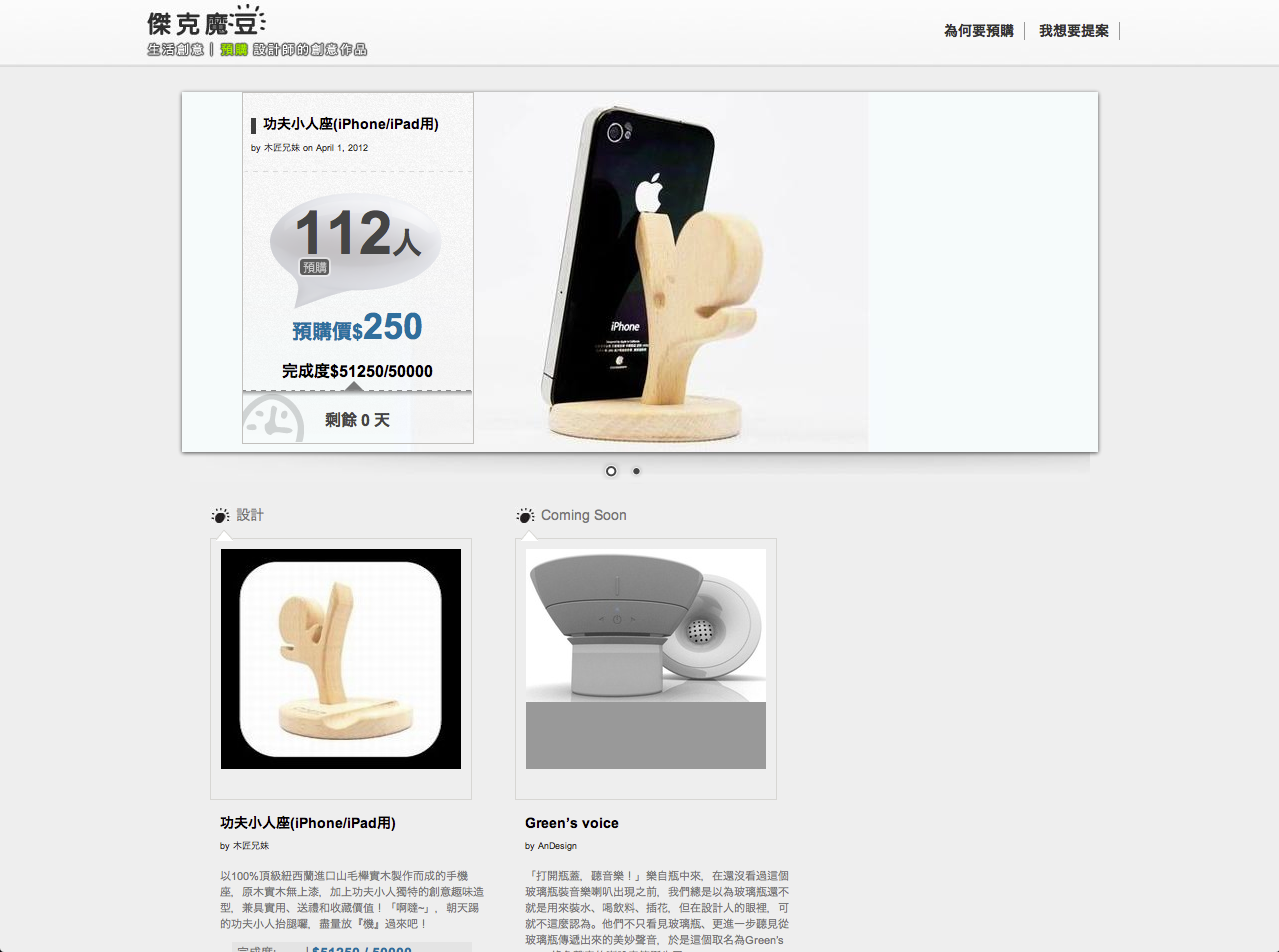 傑克魔豆
生活創意 | 預購 設計師的創意作品
為何要預購
我想要提案
功夫小人座(iPhone/iPad用)
by 木匠兄妹 on April 1, 2012
112人
預購
預購價$250
完成度$51250/50000
剩餘 0 天
iPhone
設計
Coming Soon
功夫小人座(iPhone/iPad用)
by 木匠兄妹
以100%頂級紐西蘭進口山毛櫸實木製作而成的手機
座，原木實木無上漆，加上功夫小人獨特的創意趣味造
型，兼具實用、送禮和收藏價值！「啊噠~」，朝天踢
的功夫小人抬腿囉，盡量放『機』過來吧！
完成度: | $51250 / 50000
Green's voice
by AnDesign
「打開瓶蓋，聽音樂！」樂自瓶中來，在還沒看過這個
玻璃瓶裝音樂喇叭出現之前，我們總是以為玻璃瓶還不
就是用來裝水、喝飲料、插花，但在設計人的眼裡，可
就不這麼認為。他們不只看見玻璃瓶、更進一步聽見從
玻璃瓶傳遞出來的美妙聲音，於是這個取名為Green's